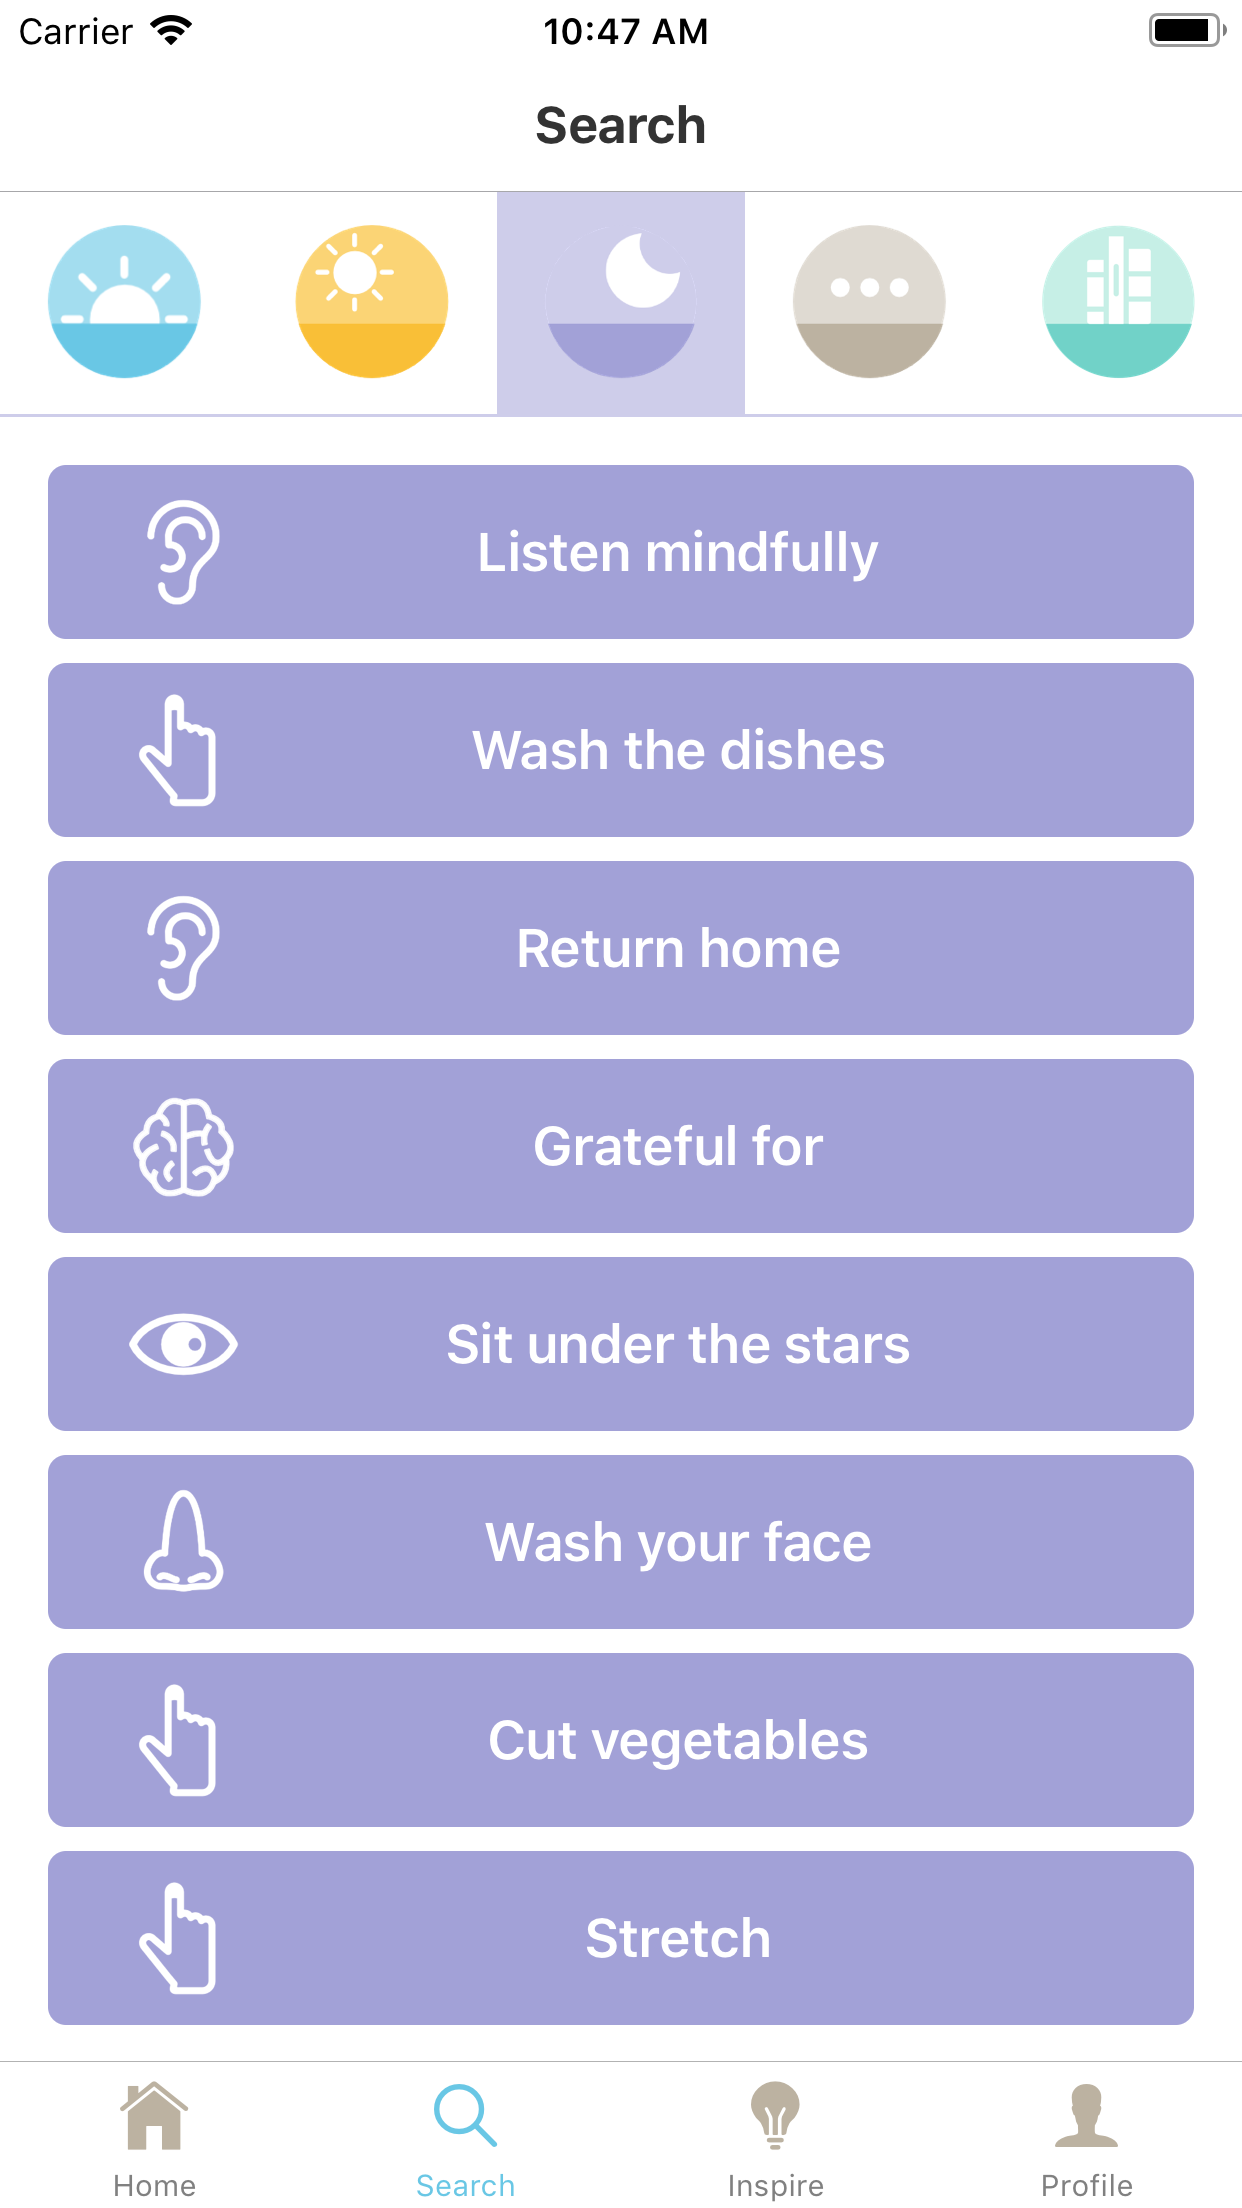 Carrier 10:47 AM
Search
Listen mindfully
Wash the dishes
Return home
Grateful for
Sit under the stars
Wash your face
Cut vegetables
Stretch
Home Search Inspire Profile